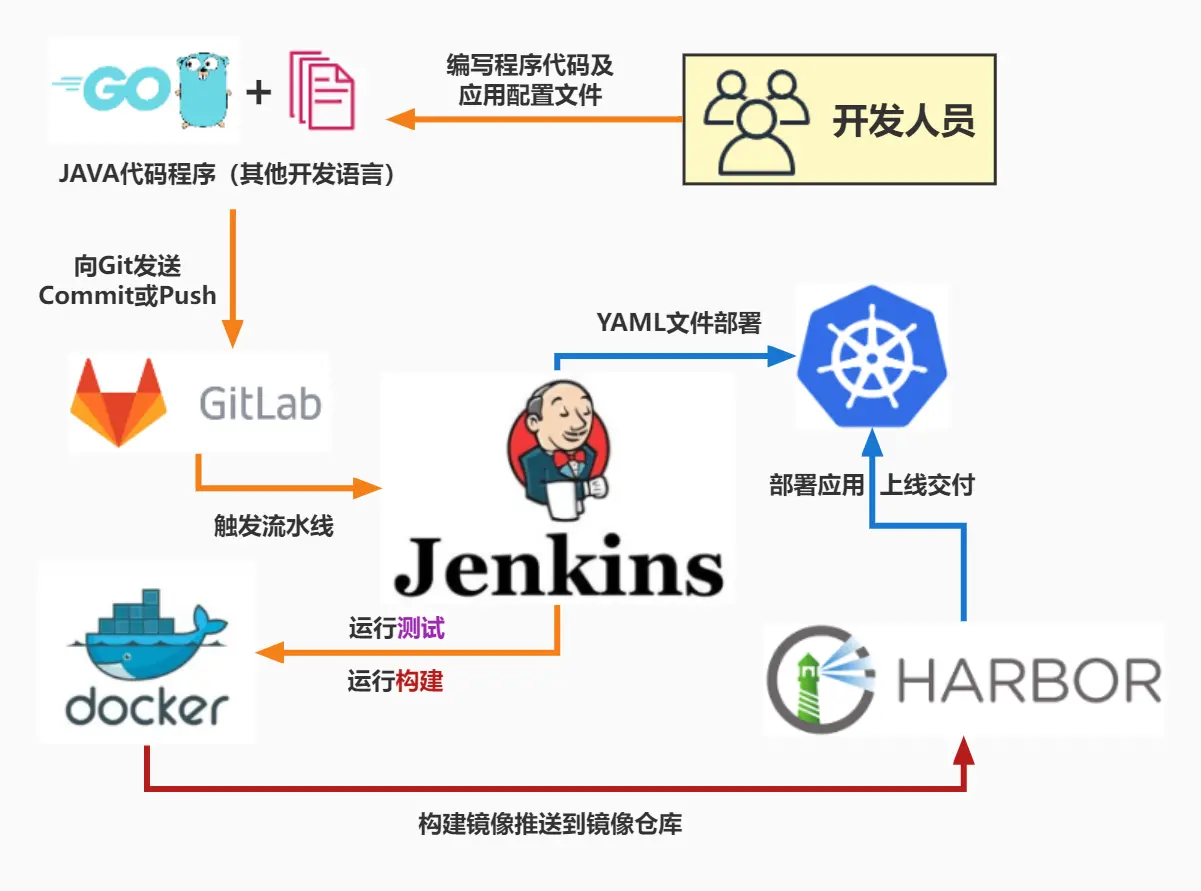 GO
+
编写程序代码及
应用配置文件
开发人员
JAVA代码程序（其他开发语言）
向Git发送
Commit或Push
GitLab
触发流水线
Jenkins
YAML文件部署
部署应用 上线交付
docker
运行测试
运行构建
HARBOR
构建镜像推送到镜像仓库